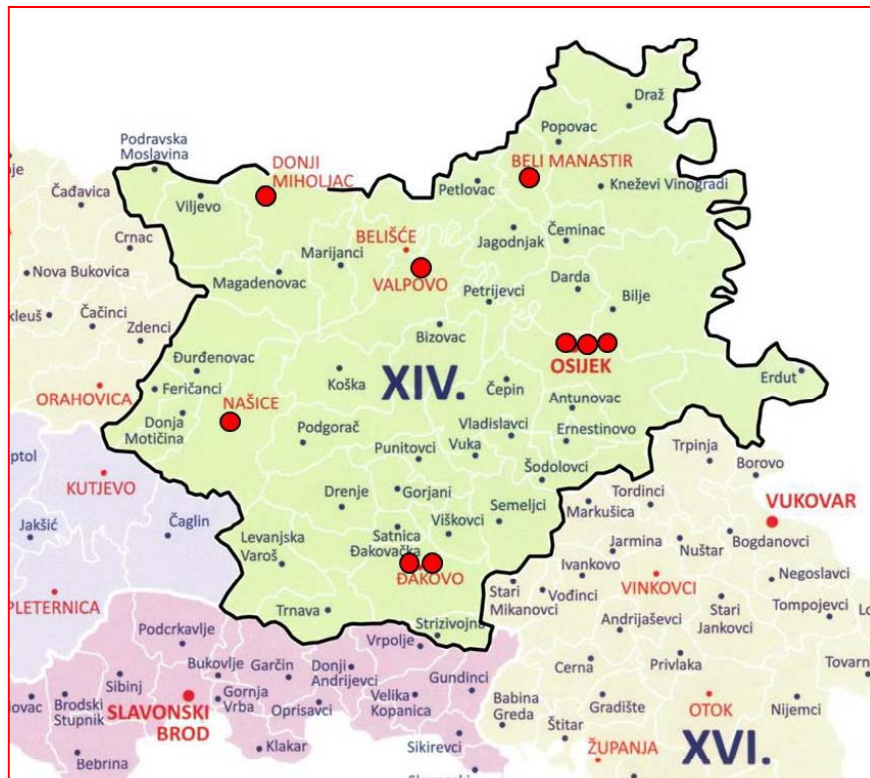 Draž
Podravska
Moslavina
Popovac
DONJI
MIHOLJAC
BELI MANASTIR
Petlovac
Kneževi Vinogradi
Čađavica
Viljevo
Crnac
BELIŠĆE
Jagodnjak
Čeminac
Marijanci
Nova Bukovica
Magadenovac
VALPOVO
Petrijevci
Darda
Bilje
kleuš
Čačinci
Zdenci
Bizovac
Đurđenovac
OSIJEK
Erdut
ORAHOVICA
Feričanci
Koška
XIV.
Čepin
NAŠICE
Antunovac
Donja
Motičina
Podgorač
Vladislavci
Ernestinovo
Punitovci
Vuka
Trpinja
ptol
KUTJEVO
Šodolovci
Borovo
Gorjani
Tordinci
VUKOVAR
Drenje
Semeljci
Markušica
Jakšić
Čaglin
Satnica
Đakovačka
Viškovci
Levanjska
Varoš
Jarmina
Nuštar
Bogdanovci
ĐAKOVO
Ivankovo
Negoslavci
PLETERNICA
Stari
Mikanovci
Vođinci
VINKOVCI
Trnava
Stari
Jankovci
Tompojevci
Strizivojna
Andrijaševci
Podcrkavlje
Vrpolje
Bukovlje
Garčin
Donji
Andrijevci
Cerna
Privlaka
Tovarn
Sibinj
Gundinci
Brodski
Stupnik
Gornja
Vrba
Oprisavci
Velika
Kopanica
Babina
Greda
Gradište
OTOK
Nijemci
SLAVONSKI
BROD
Štitar
Klakar
Sikirevci
ŽUPANJA
XVI.
Bebrina